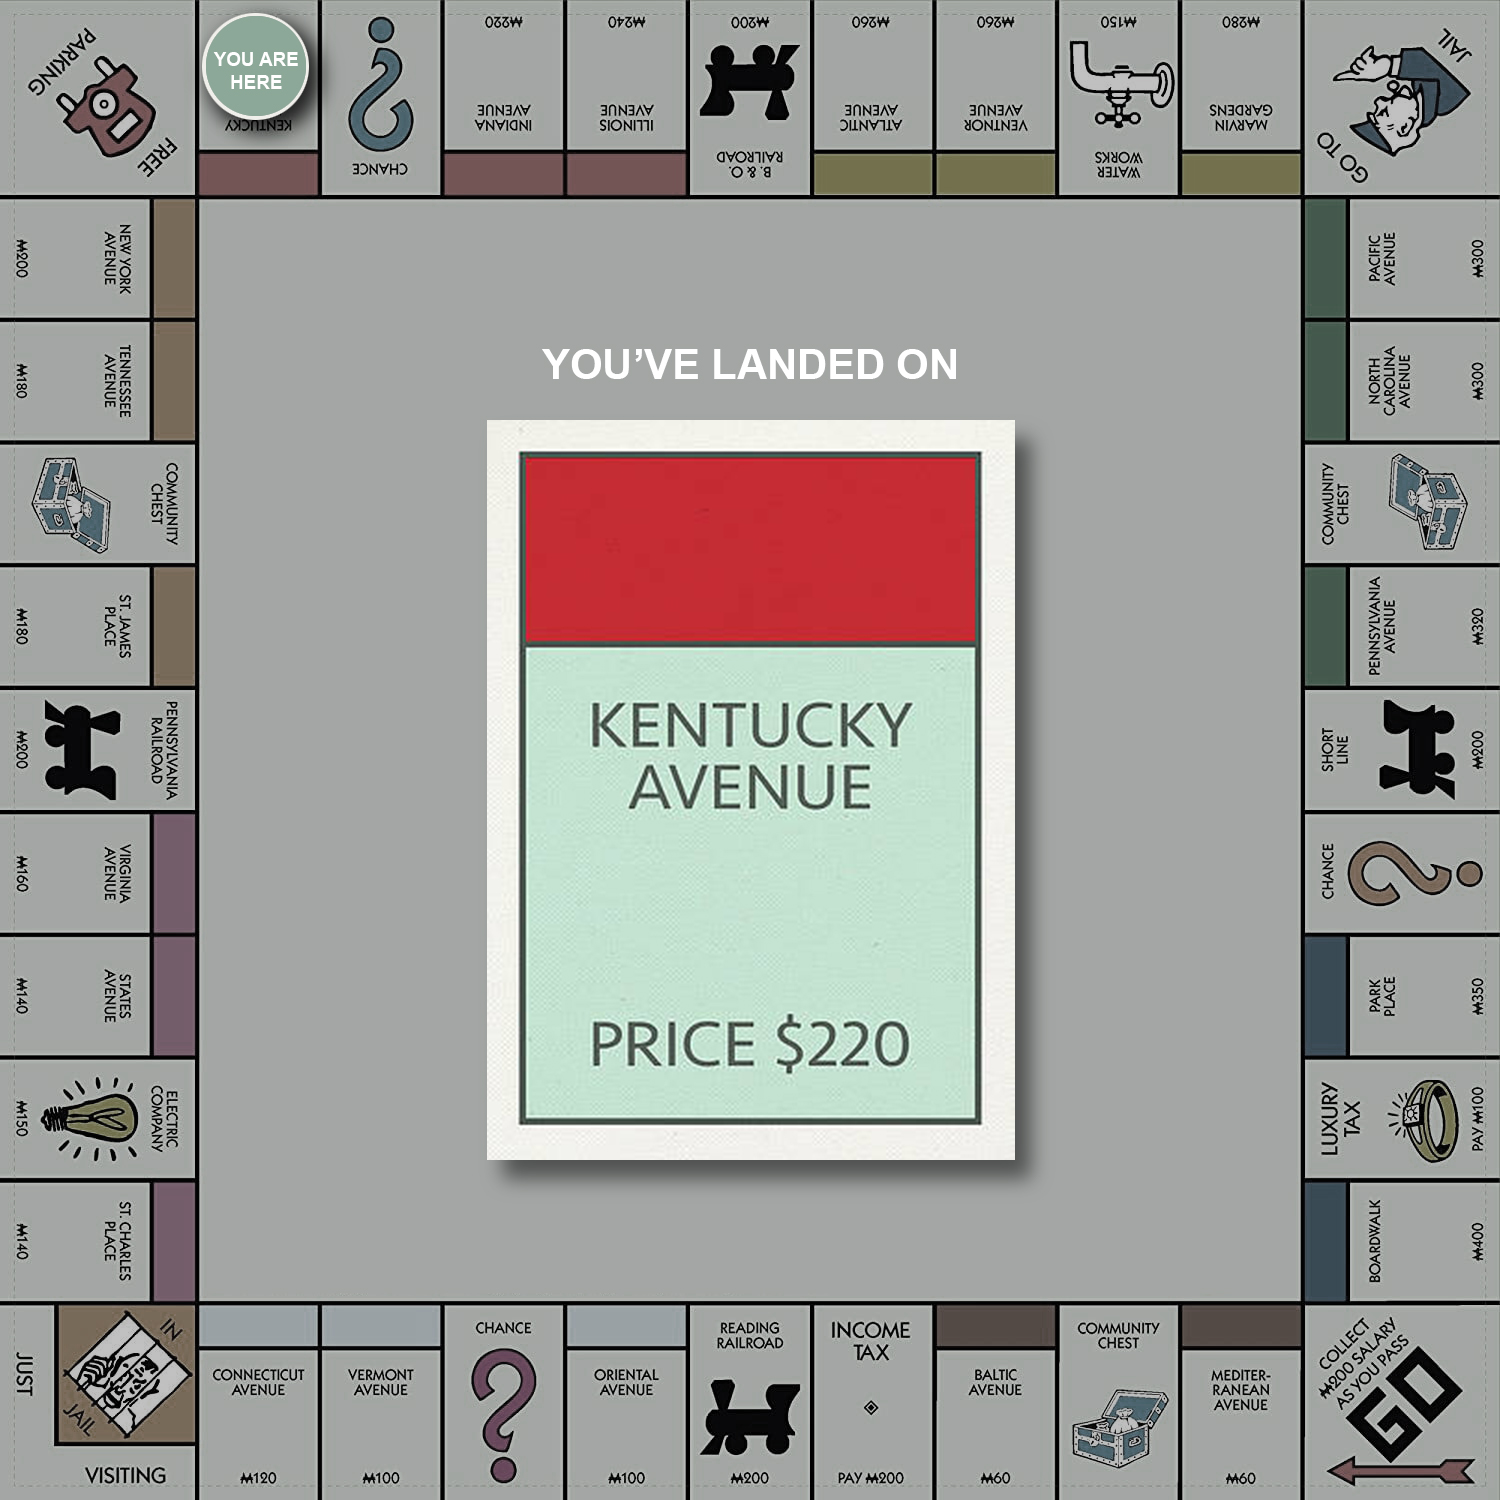 PARKING
FREE
YOU ARE
HERE
KENTUCKY
CHANCE
₩220
INDIANA
AVENUE
₩240
ILLINOIS
AVENUE
₩200
B. & O.
RAILROAD
₩260
ATLANTIC
AVENUE
₩260
VENTNOR
AVENUE
₩150
WATER
WORKS
₩280
MARVIN
GARDENS
GO TO
JAIL
NEW YORK
AVENUE
₩200
TENNESSEE
AVENUE
₩180
COMMUNITY
CHEST
ST. JAMES
PLACE
₩180
PENNSYLVANIA
RAILROAD
₩200
VIRGINIA
AVENUE
₩160
STATES
AVENUE
₩140
ELECTRIC
COMPANY
₩150
ST. CHARLES
PLACE
₩140
YOU’VE LANDED ON
KENTUCKY
AVENUE
PRICE $220
PACIFIC
AVENUE
₩300
NORTH
CAROLINA
AVENUE
₩300
COMMUNITY
CHEST
PENNSYLVANIA
AVENUE
₩320
SHORT
LINE
₩200
CHANCE
PARK
PLACE
₩350
LUXURY
TAX
PAY ₩100
BOARDWALK
₩400
JUST
VISITING
IN
JAIL
CONNECTICUT
AVENUE
₩120
VERMONT
AVENUE
₩100
CHANCE
ORIENTAL
AVENUE
₩100
READING
RAILROAD
₩200
INCOME
TAX
PAY ₩200
BALTIC
AVENUE
₩60
COMMUNITY
CHEST
MEDITER-
RANEAN
AVENUE
₩60
COLLECT
₩200 SALARY
AS YOU PASS
GO